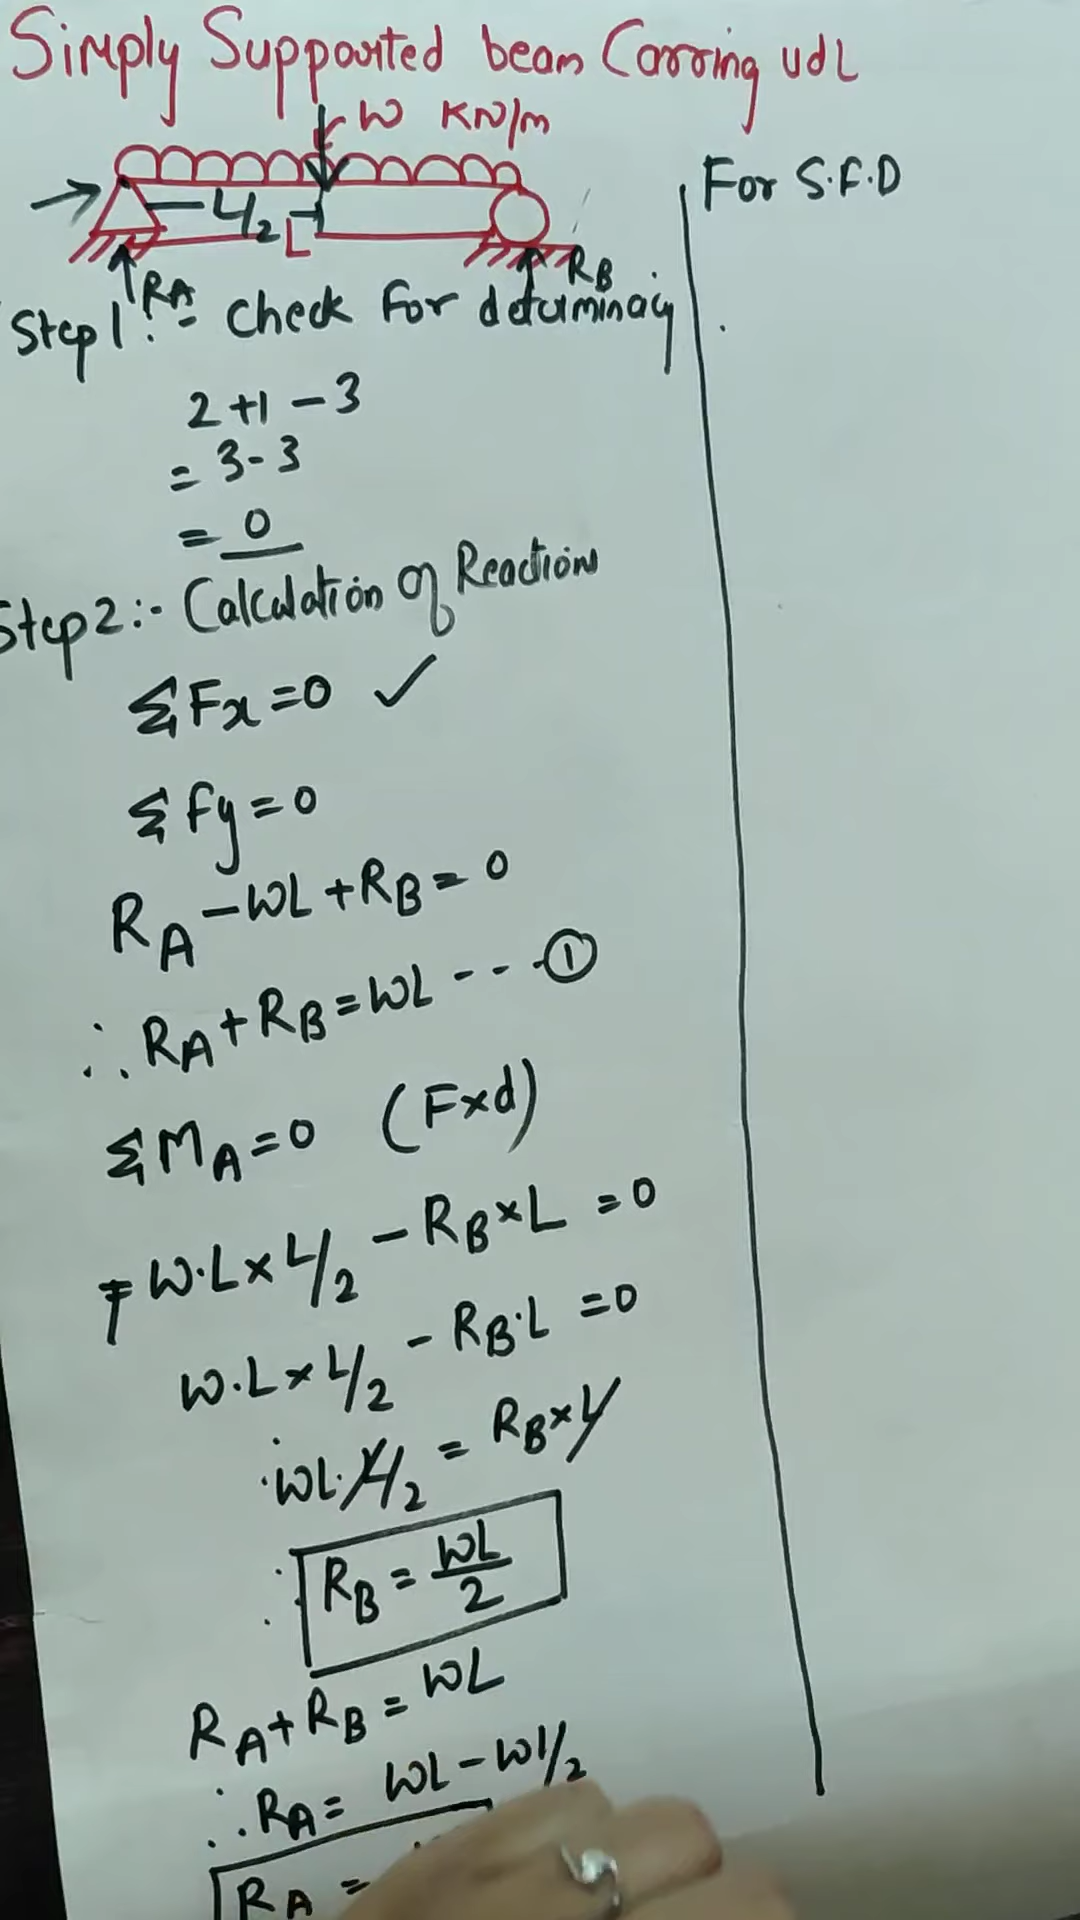 Simply Supported beam Carring udl
W KN/m
L/2
L
RA
RB
Step 1:- Check For determinacy
2+1-3
= 3-3
= 0
Step 2:- Calculation of Reactions
ΣFx=0 ✓
ΣFy=0
RA-WL+RB=0
∴RA+RB=WL---①
ΣMA=0 (F×d)
W.L×L/2 - RB×L =0
W.L×L/2 - RB.L =0
WL.L/2 = RB×L
∴ RB = WL/2
RA+RB=WL
∴RA= WL-Wl/2
RA =
For S.F.D